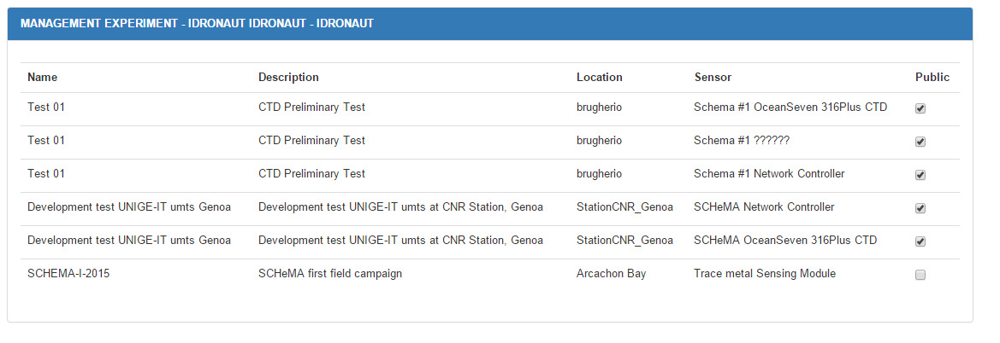 MANAGEMENT EXPERIMENT - IDRONAUT IDRONAUT - IDRONAUT
Name Description Location Sensor Public
Test 01 CTD Preliminary Test brugherio Schema #1 OceanSeven 316Plus CTD
Test 01 CTD Preliminary Test brugherio Schema #1 ??????
Test 01 CTD Preliminary Test brugherio Schema #1 Network Controller
Development test UNIGE-IT umts Genoa Development test UNIGE-IT umts at CNR Station, Genoa StationCNR_Genoa SCHeMA Network Controller
Development test UNIGE-IT umts Genoa Development test UNIGE-IT umts at CNR Station, Genoa StationCNR_Genoa SCHeMA OceanSeven 316Plus CTD
SCHEMA-I-2015 SCHeMA first field campaign Arcachon Bay Trace metal Sensing Module